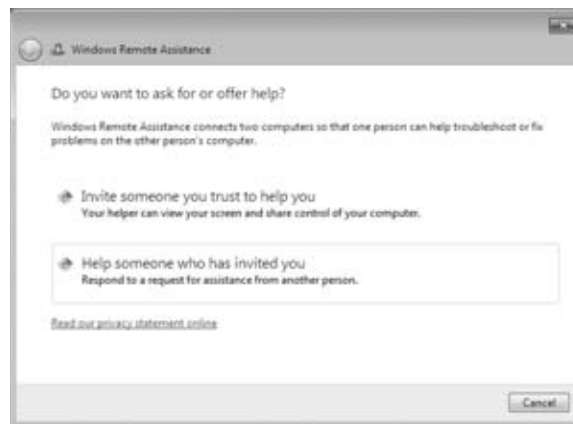 Windows Remote Assistance
Do you want to ask for or offer help?
Windows Remote Assistance connects two computers so that one person can help troubleshoot or fix
problems on the other person's computer.
Invite someone you trust to help you
Your helper can view your screen and share control of your computer.
Help someone who has invited you
Respond to a request for assistance from another person.
Read our privacy statement online
Cancel